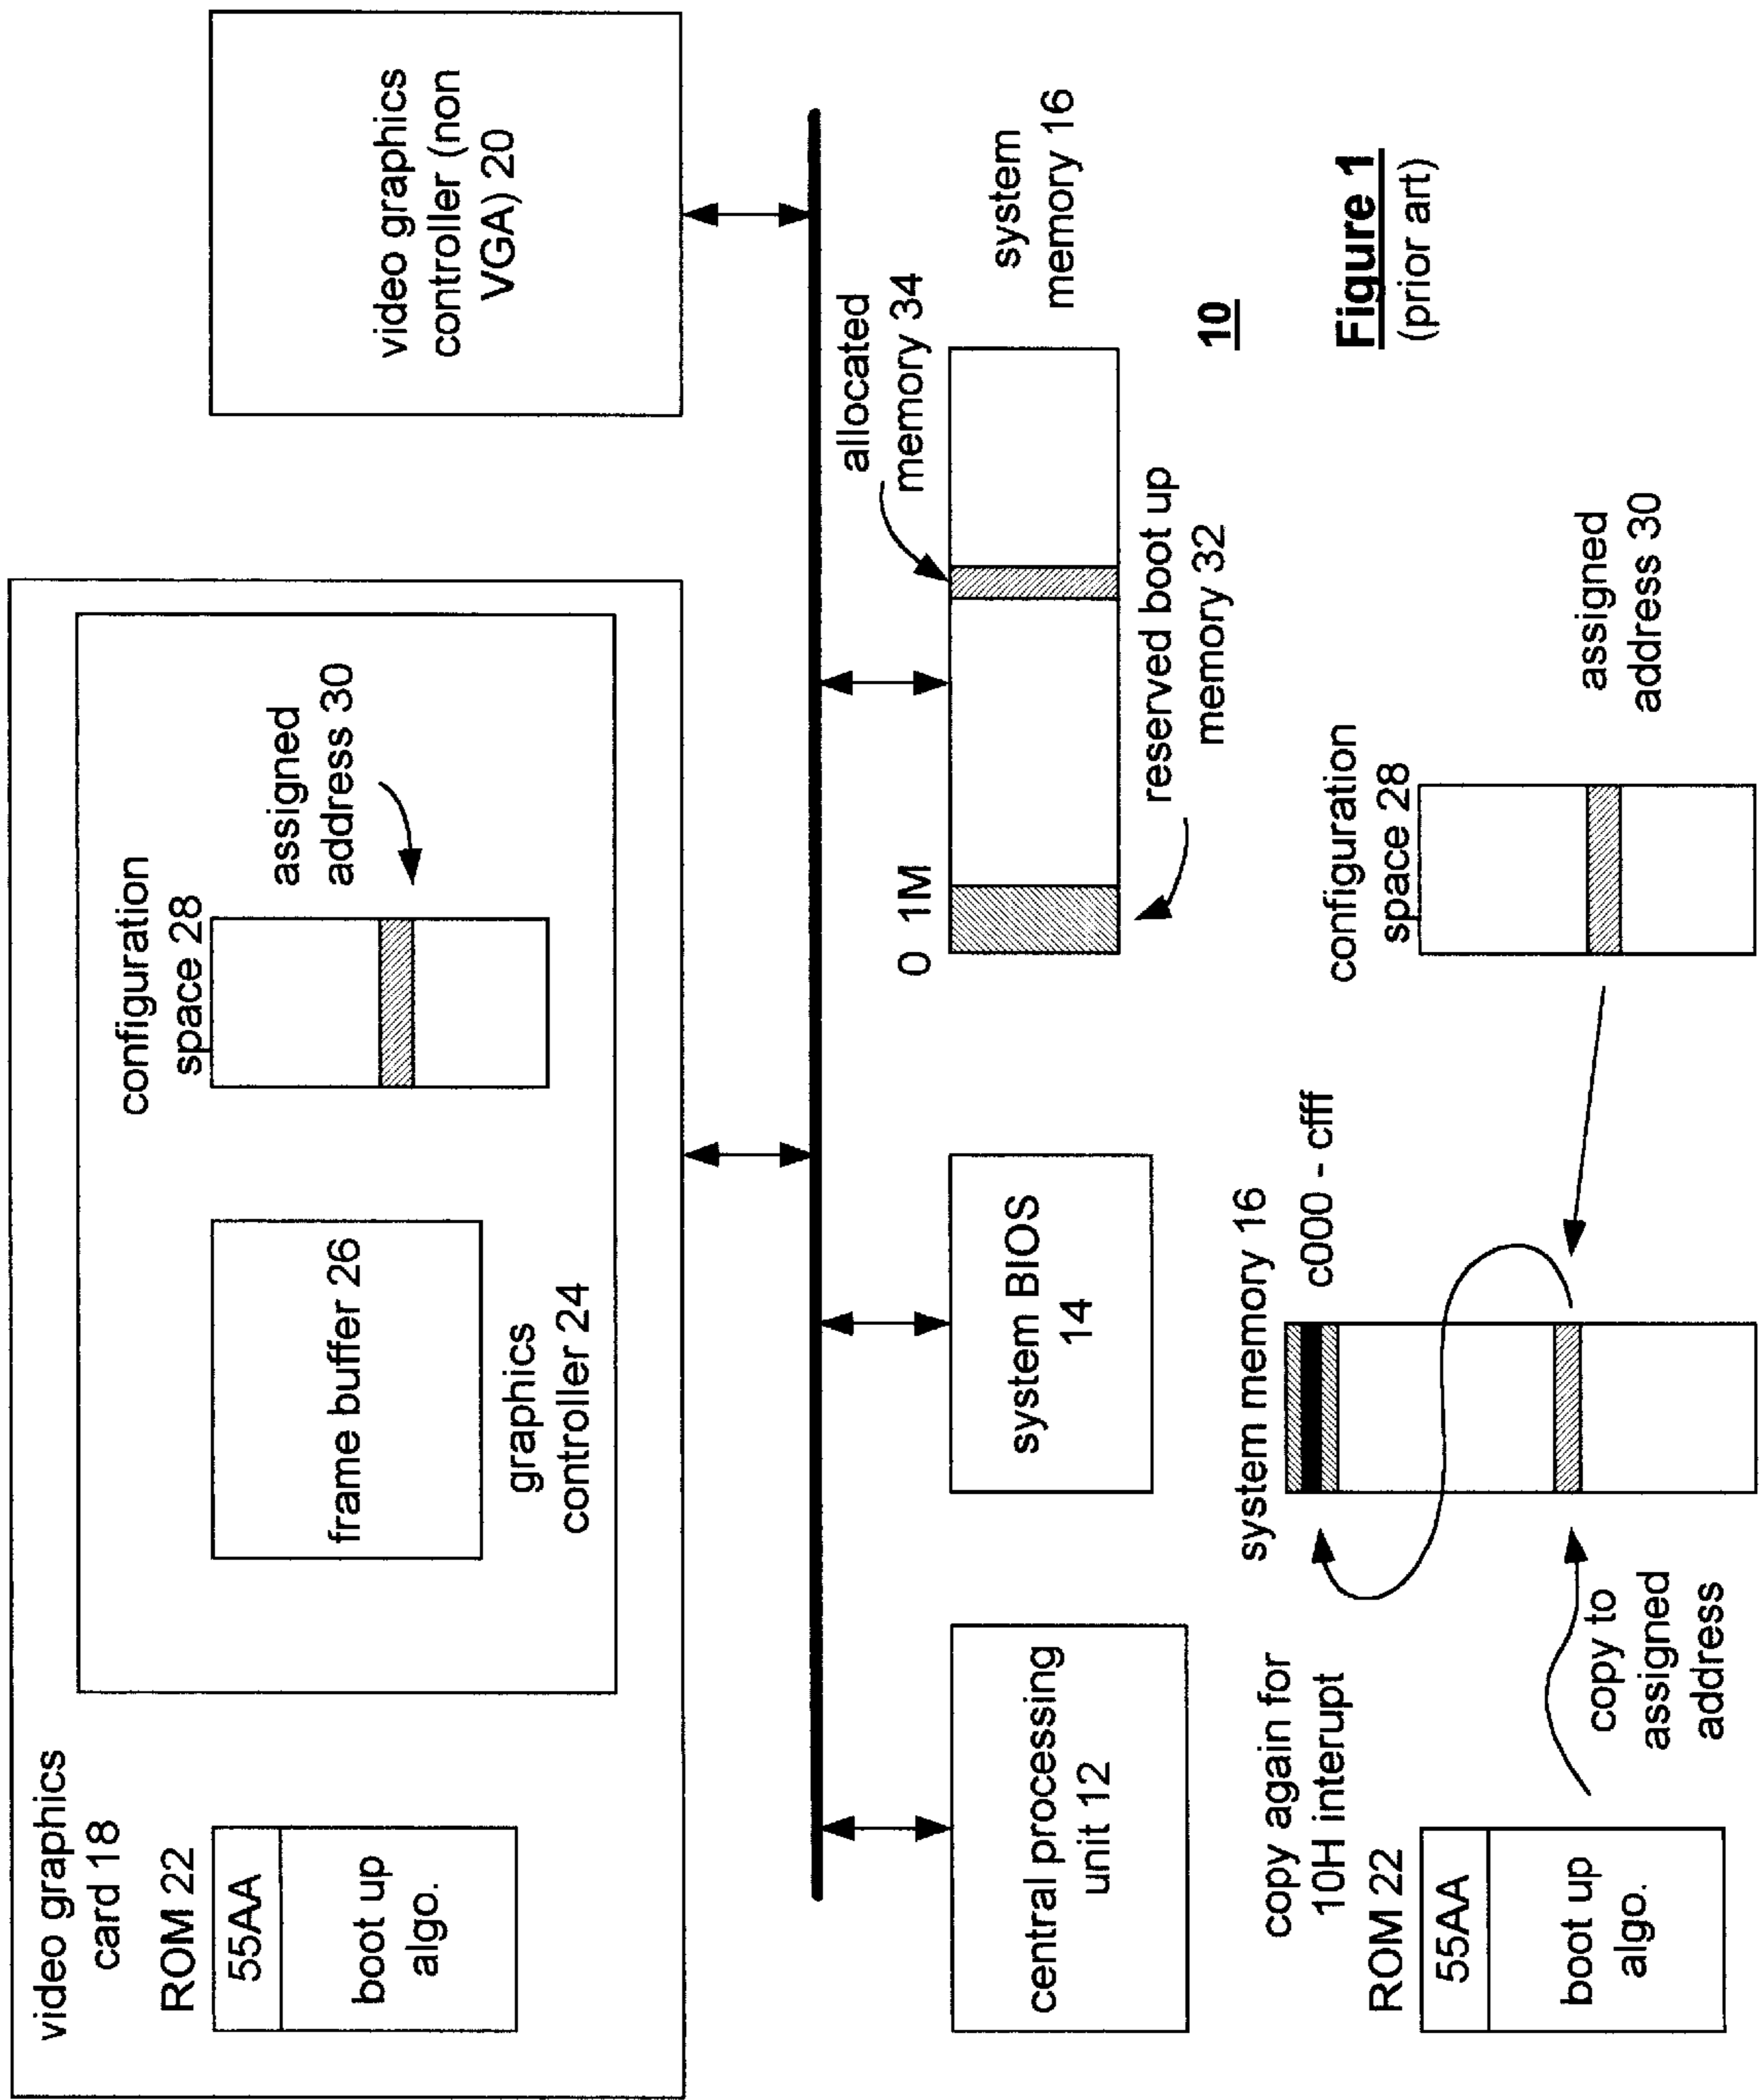 video graphics
card 18
ROM 22
55AA
boot up
algo.
frame buffer 26
graphics
controller 24
configuration
space 28
assigned
address 30
video graphics
controller (non
VGA) 20
central processing
unit 12
system BIOS
14
0 1M
allocated
memory 34
reserved boot up
memory 32
system
memory 16
10
copy again for
10H interrupt
ROM 22
55AA
boot up
algo.
copy to
assigned
address
system memory 16
c000 - cfff
configuration
space 28
assigned
address 30
Figure 1
(prior art)